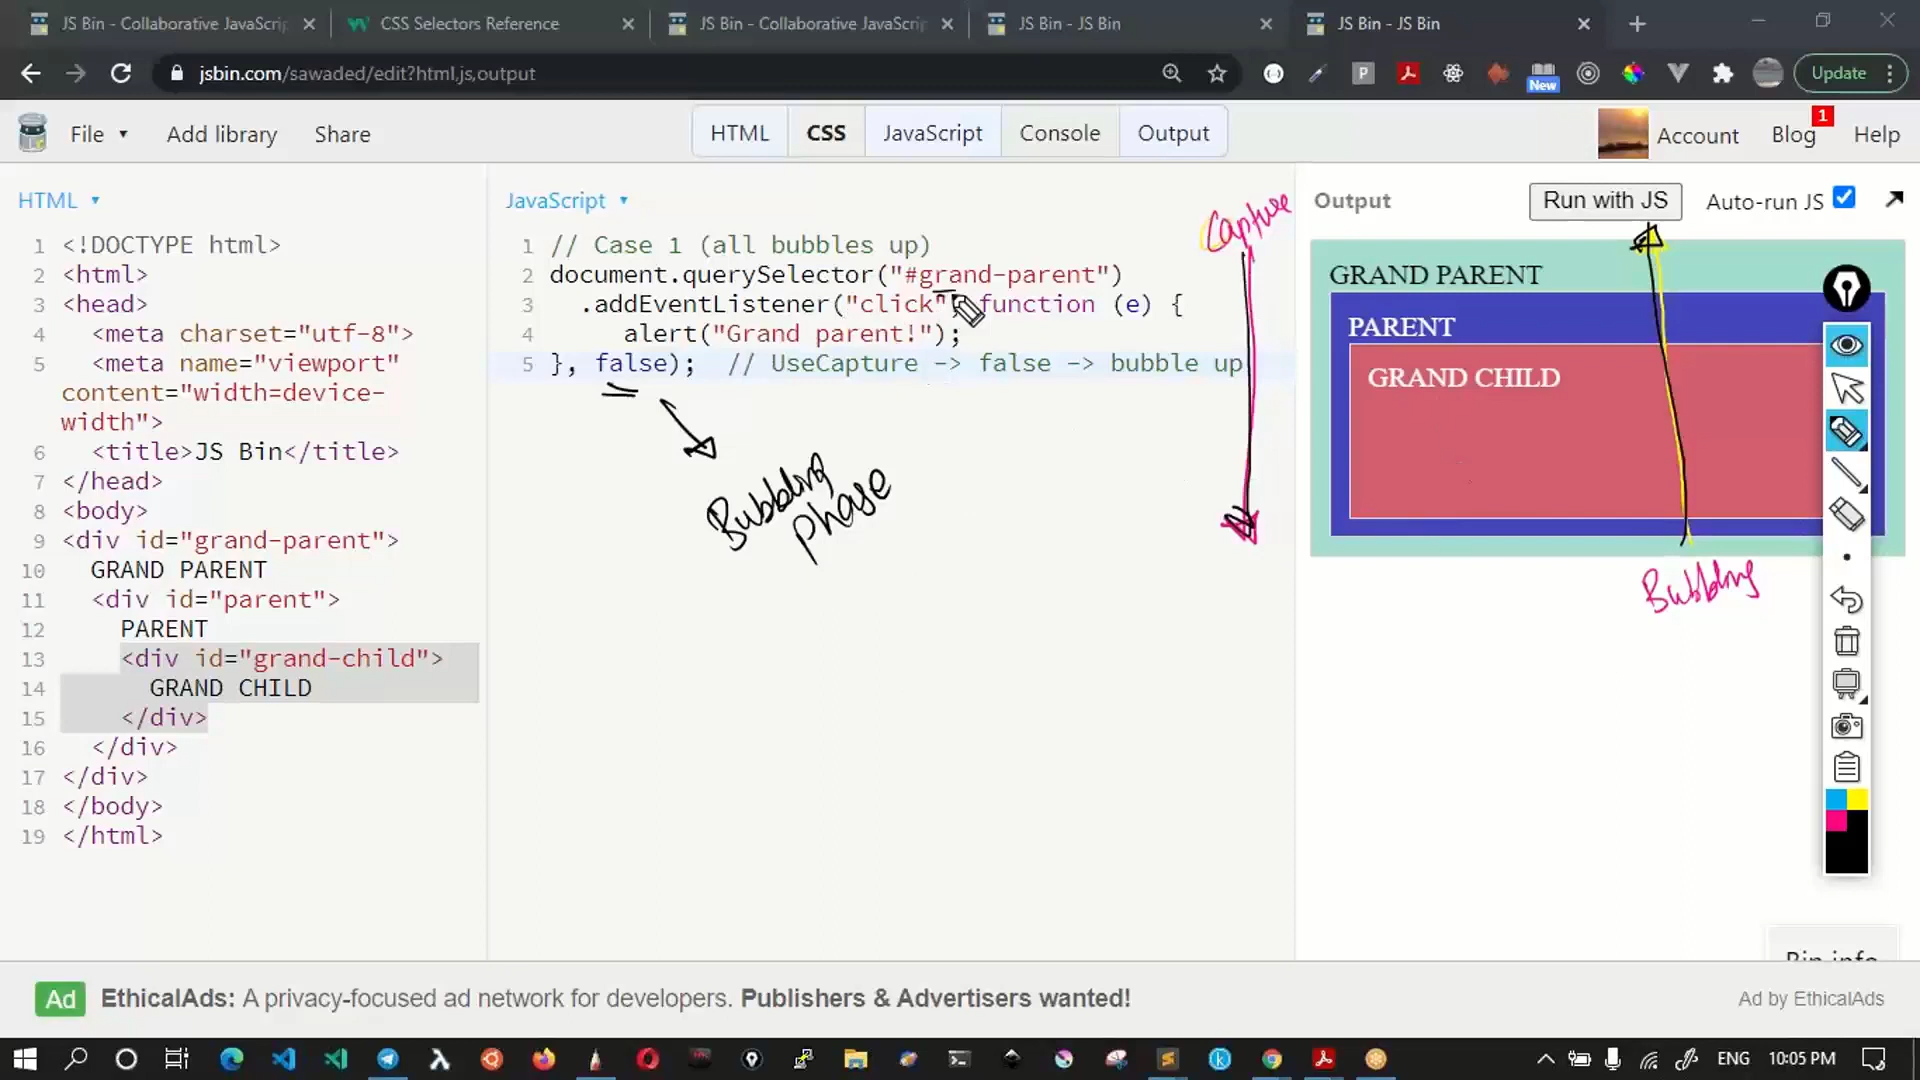 JS Bin - Collaborative JavaScrip
CSS Selectors Reference
JS Bin - Collaborative JavaScrip
JS Bin - JS Bin
JS Bin - JS Bin
jsbin.com/sawaded/edit?html,js,output
New
Update
File
Add library
Share
HTML
CSS
JavaScript
Console
Output
Account
Blog
1
Help
HTML
1 <!DOCTYPE html>
2 <html>
3 <head>
4 <meta charset="utf-8">
5 <meta name="viewport"
content="width=device-
width">
6 <title>JS Bin</title>
7 </head>
8 <body>
9 <div id="grand-parent">
10 GRAND PARENT
11 <div id="parent">
12 PARENT
13 <div id="grand-child">
14 GRAND CHILD
15 </div>
16 </div>
17 </div>
18 </body>
19 </html>
JavaScript
1 // Case 1 (all bubbles up)
2 document.querySelector("#grand-parent")
3 .addEventListener("click", function (e) {
4 alert("Grand parent!");
5 }, false); // UseCapture -> false -> bubble up
Capture
Bubbling
phase
Output
Run with JS
Auto-run JS
GRAND PARENT
PARENT
GRAND CHILD
Bubbling
Ad
EthicalAds: A privacy-focused ad network for developers. Publishers & Advertisers wanted!
Ad by EthicalAds
ENG
10:05 PM